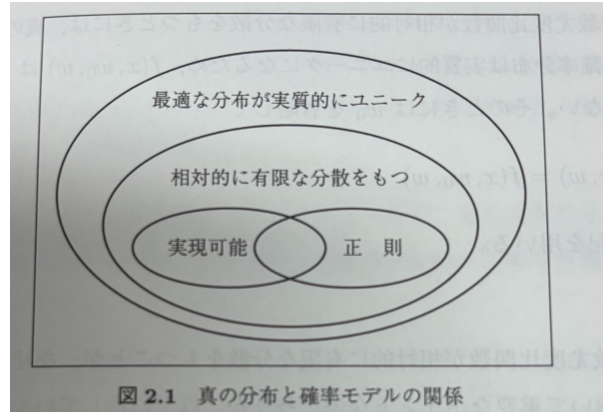 最適な分布が実質的にユニーク
相対的に有限な分散をもつ
実現可能
正　則
図 2.1　真の分布と確率モデルの関係